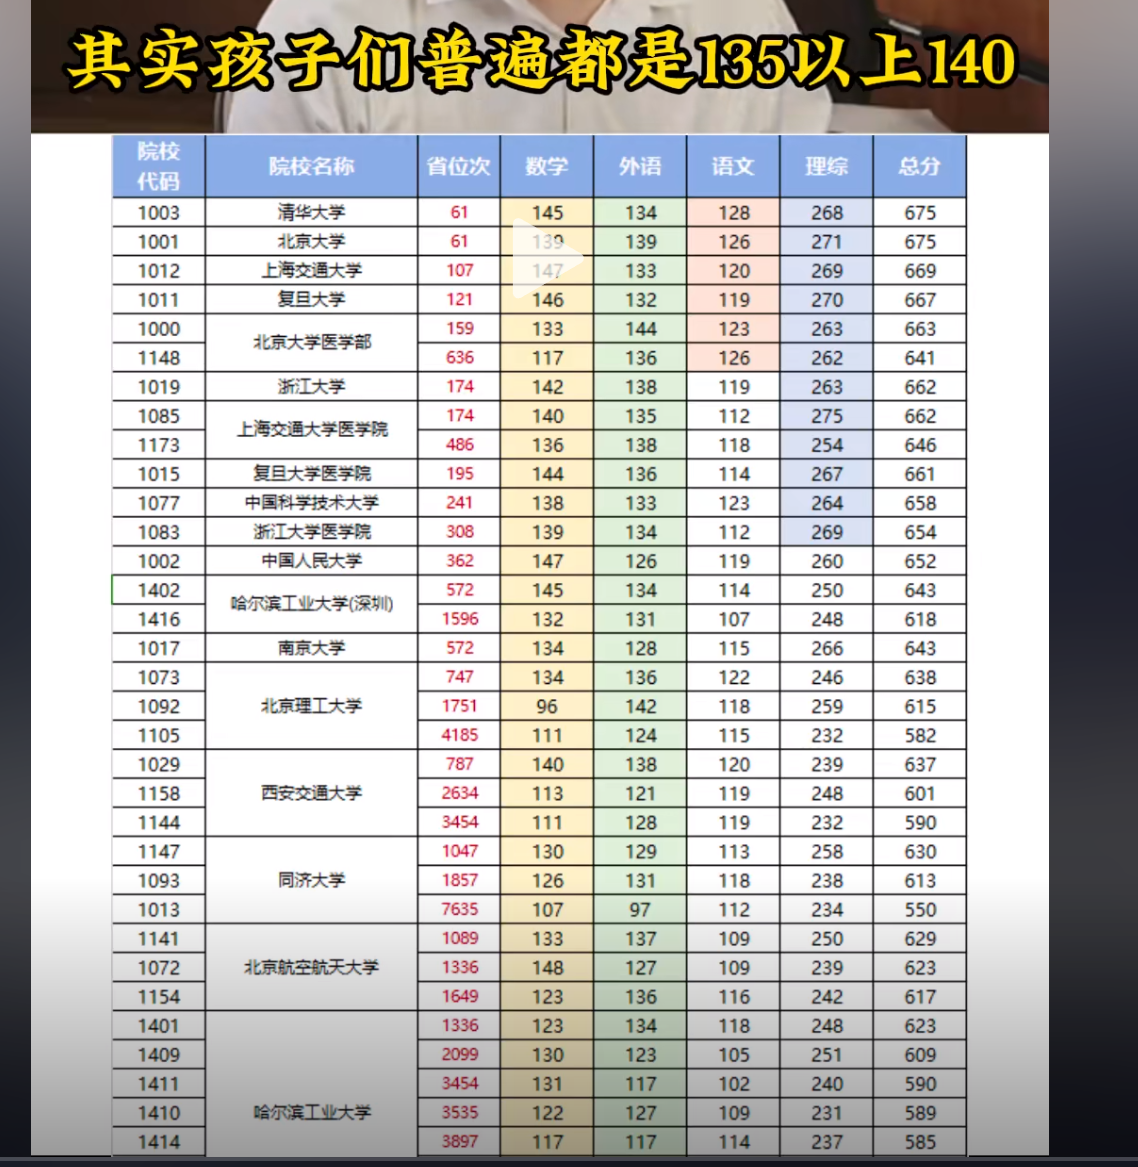 其实孩子们普遍都是135以上140
院校代码 院校名称 省位次 数学 外语 语文 理综 总分
1003 清华大学 61 145 134 128 268 675
1001 北京大学 61 139 139 126 271 675
1012 上海交通大学 107 147 133 120 269 669
1011 复旦大学 121 146 132 119 270 667
1000 北京大学医学部 159 133 144 123 263 663
1148 636 117 136 126 262 641
1019 浙江大学 174 142 138 119 263 662
1085 上海交通大学医学院 174 140 135 112 275 662
1173 486 136 138 118 254 646
1015 复旦大学医学院 195 144 136 114 267 661
1077 中国科学技术大学 241 138 133 123 264 658
1083 浙江大学医学院 308 139 134 112 269 654
1002 中国人民大学 362 147 126 119 260 652
1402 哈尔滨工业大学(深圳) 572 145 134 114 250 643
1416 1596 132 131 107 248 618
1017 南京大学 572 134 128 115 266 643
1073 747 134 136 122 246 638
1092 北京理工大学 1751 96 142 118 259 615
1105 4185 111 124 115 232 582
1029 787 140 138 120 239 637
1158 西安交通大学 2634 113 121 119 248 601
1144 3454 111 128 119 232 590
1147 1047 130 129 113 258 630
1093 同济大学 1857 126 131 118 238 613
1013 7635 107 97 112 234 550
1141 1089 133 137 109 250 629
1072 北京航空航天大学 1336 148 127 109 239 623
1154 1649 123 136 116 242 617
1401 1336 123 134 118 248 623
1409 2099 130 123 105 251 609
1411 3454 131 117 102 240 590
1410 哈尔滨工业大学 3535 122 127 109 231 589
1414 3897 117 117 114 237 585